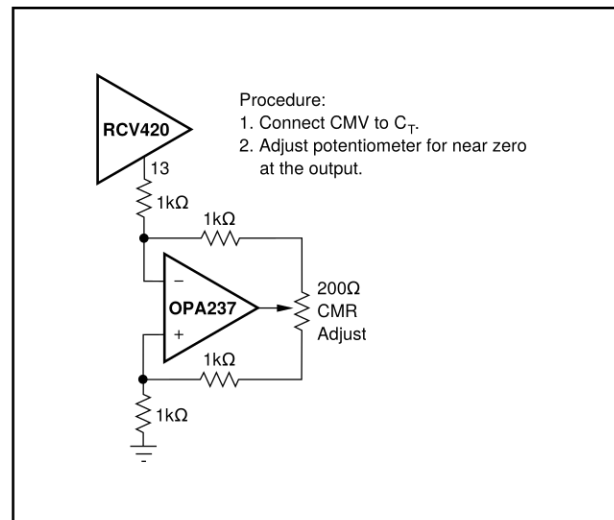 Procedure:
1. Connect CMV to CT.
2. Adjust potentiometer for near zero
at the output.
RCV420
13
1kΩ
1kΩ
−
OPA237
+
200Ω
CMR
Adjust
1kΩ
1kΩ